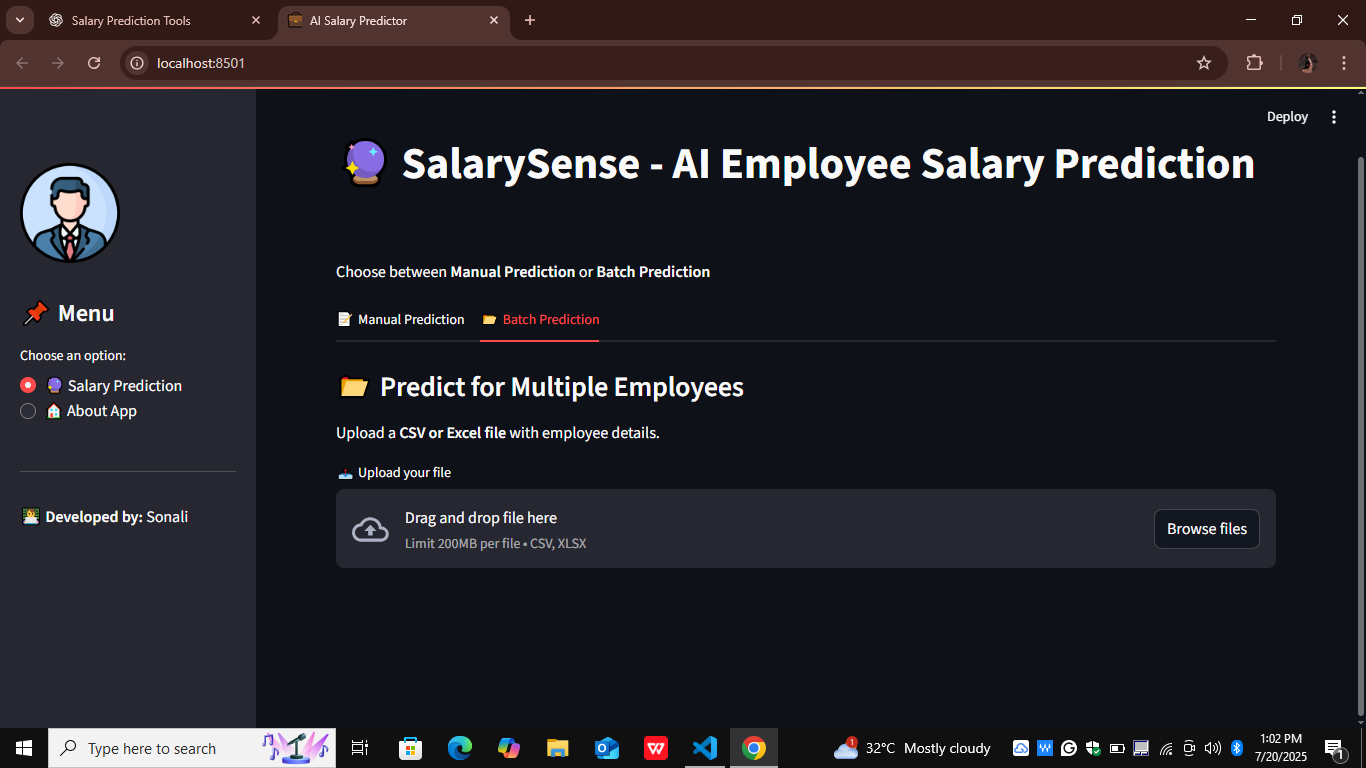 Salary Prediction Tools
AI Salary Predictor
localhost:8501
Deploy
SalarySense - AI Employee Salary Prediction
Menu
Choose an option:
Salary Prediction
About App
Developed by: Sonali
Choose between Manual Prediction or Batch Prediction
Manual Prediction Batch Prediction
Predict for Multiple Employees
Upload a CSV or Excel file with employee details.
Upload your file
Drag and drop file here
Limit 200MB per file • CSV, XLSX
Browse files
Type here to search
1
32°C Mostly cloudy
1:02 PM
7/20/2025
1